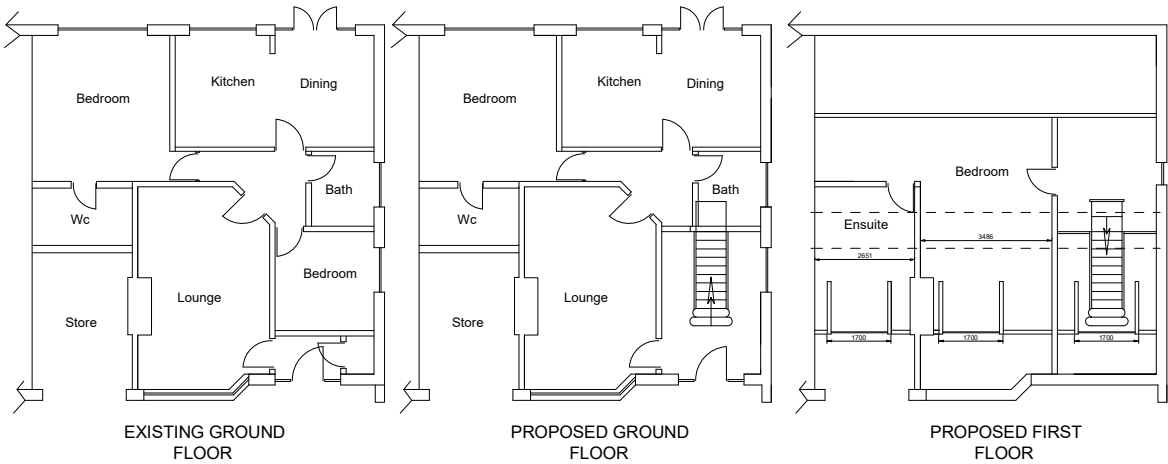 Bedroom
Kitchen
Dining
Wc
Bath
Bedroom
Lounge
Store
EXISTING GROUND
FLOOR
Bedroom
Kitchen
Dining
Wc
Bath
Lounge
Store
PROPOSED GROUND
FLOOR
Bedroom
Ensuite
3486
2651
1700
1700
1700
PROPOSED FIRST
FLOOR